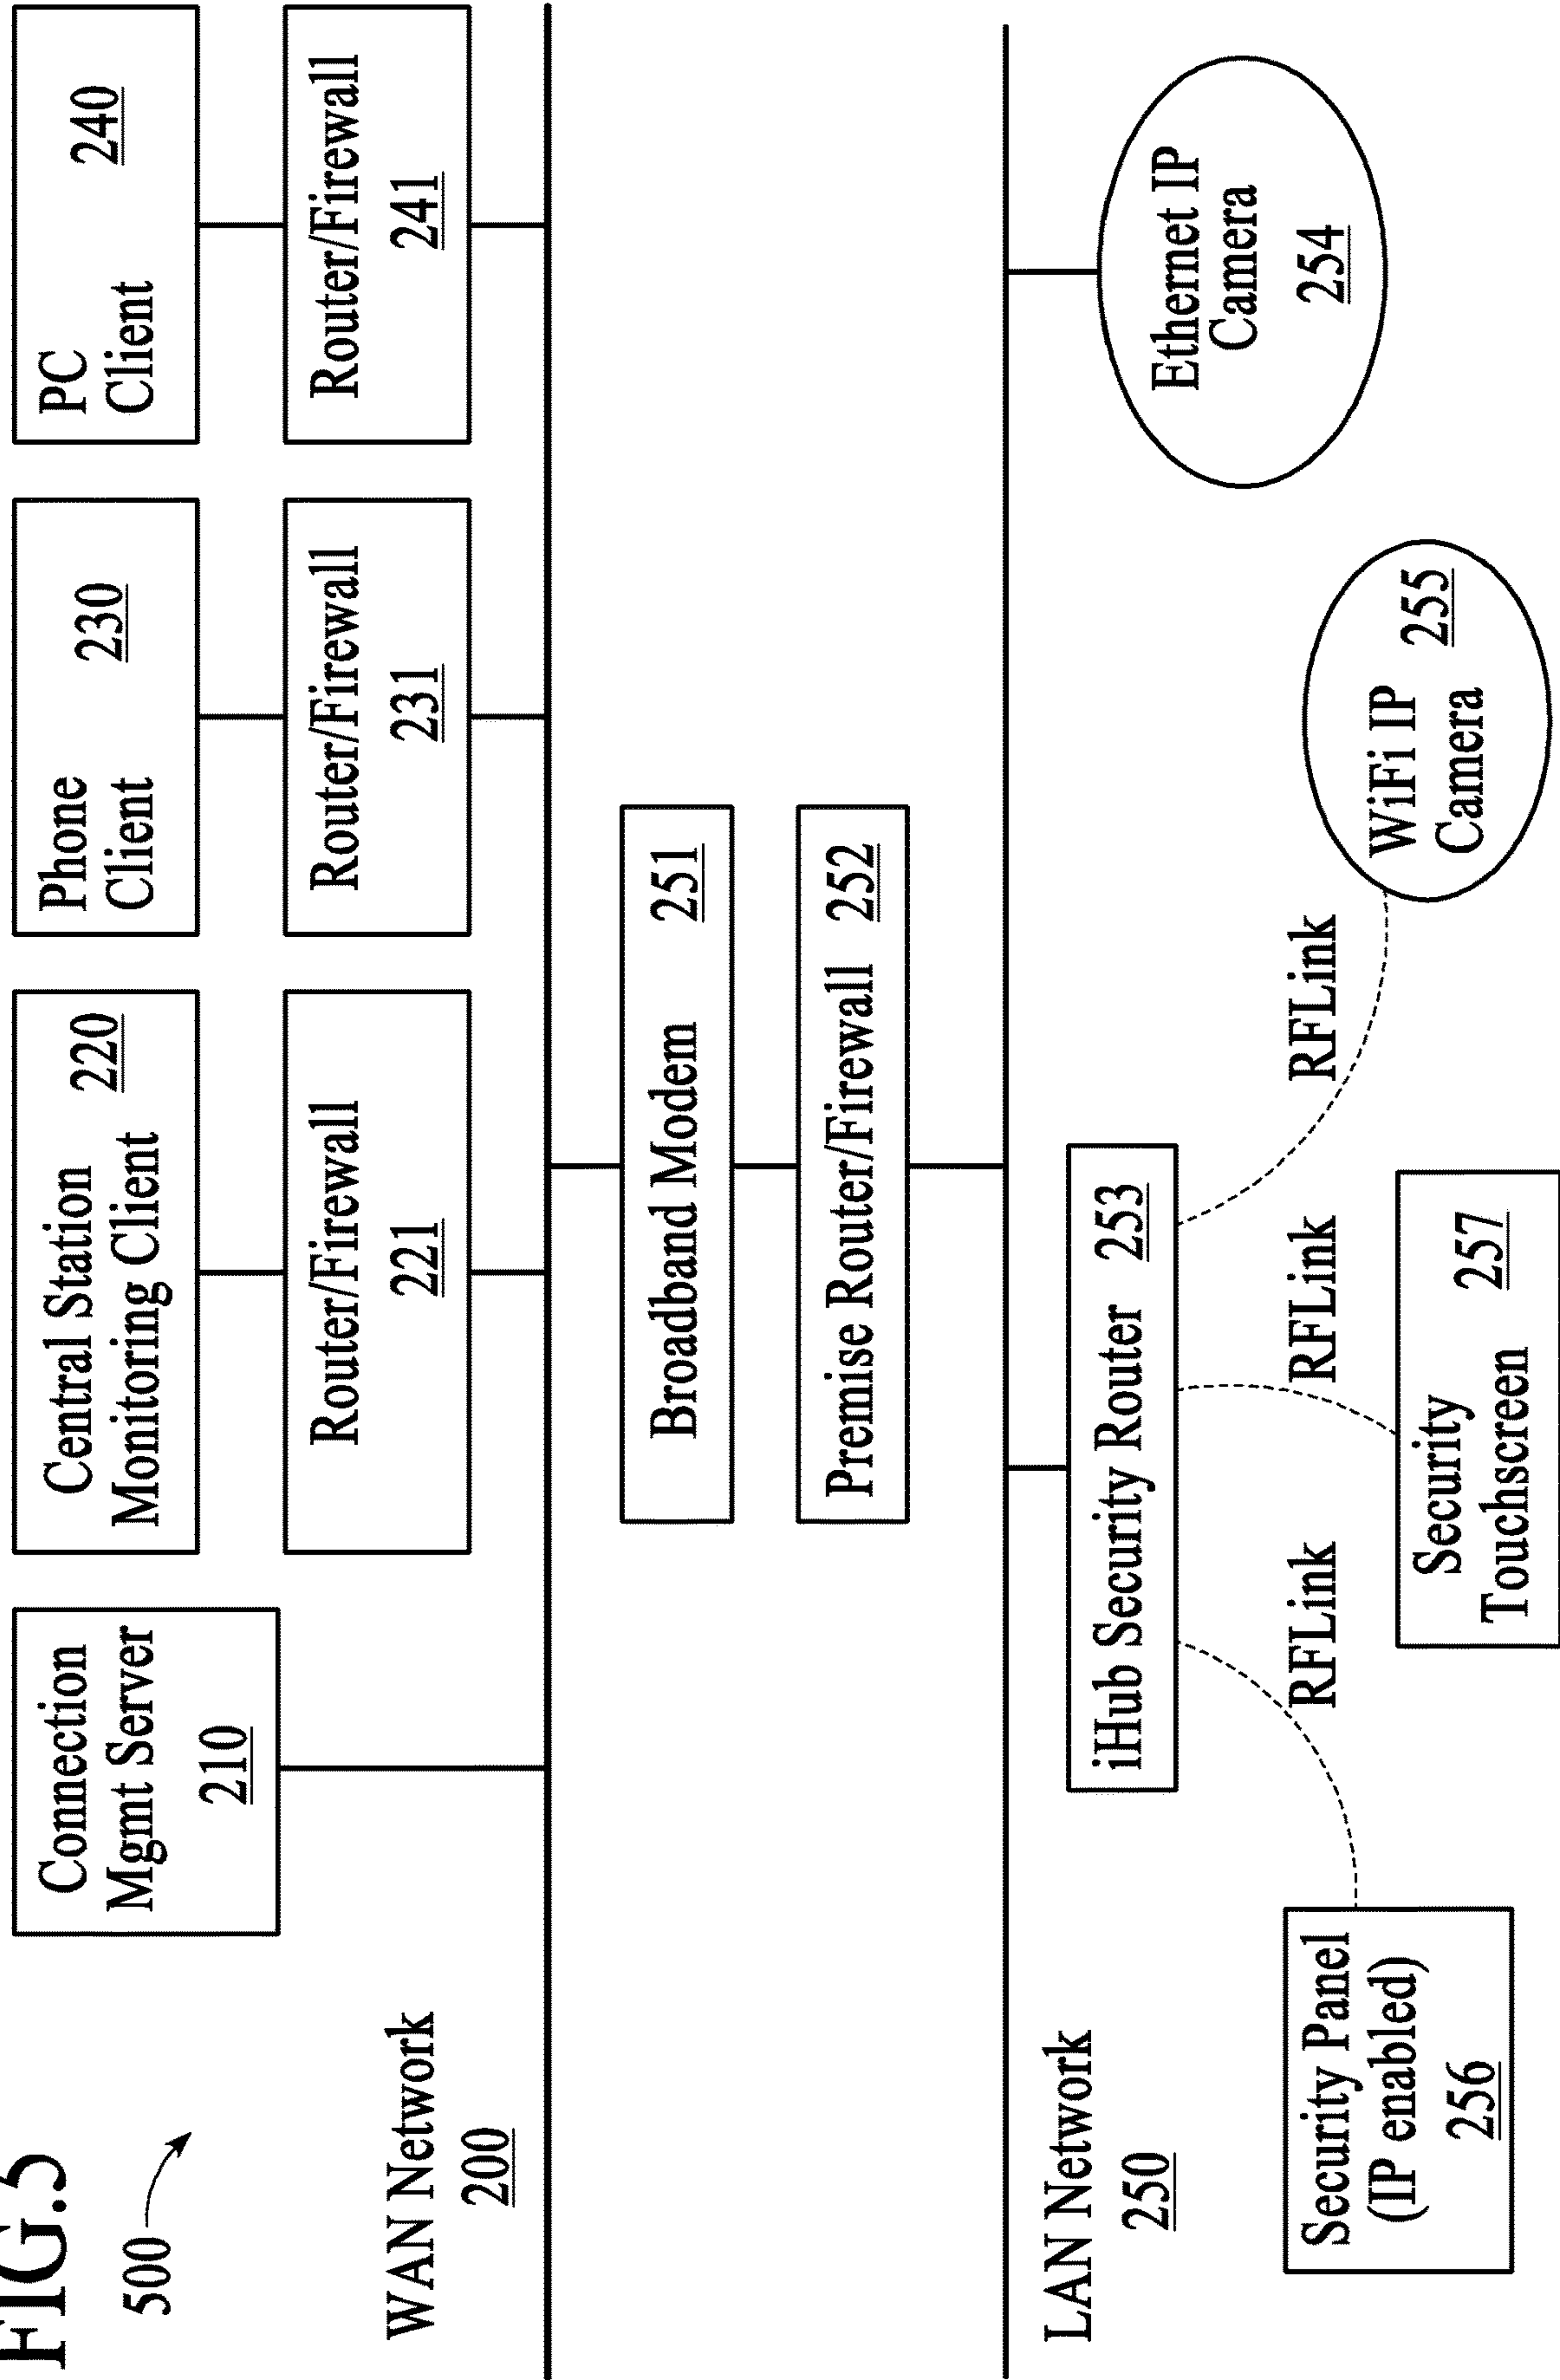 FIG.5
500
Connection
Mgmt Server
210
Central Station
Monitoring Client
220
Phone
Client
230
PC
Client
240
Router/Firewall
221
Router/Firewall
231
Router/Firewall
241
WAN Network
200
Broadband Modem 251
Premise Router/Firewall 252
LAN Network
250
iHub Security Router 253
RFLink
RFLink
RFLink
Security Panel
(IP enabled)
256
Security
Touchscreen
257
WiFi IP
Camera
255
Ethernet IP
Camera
254